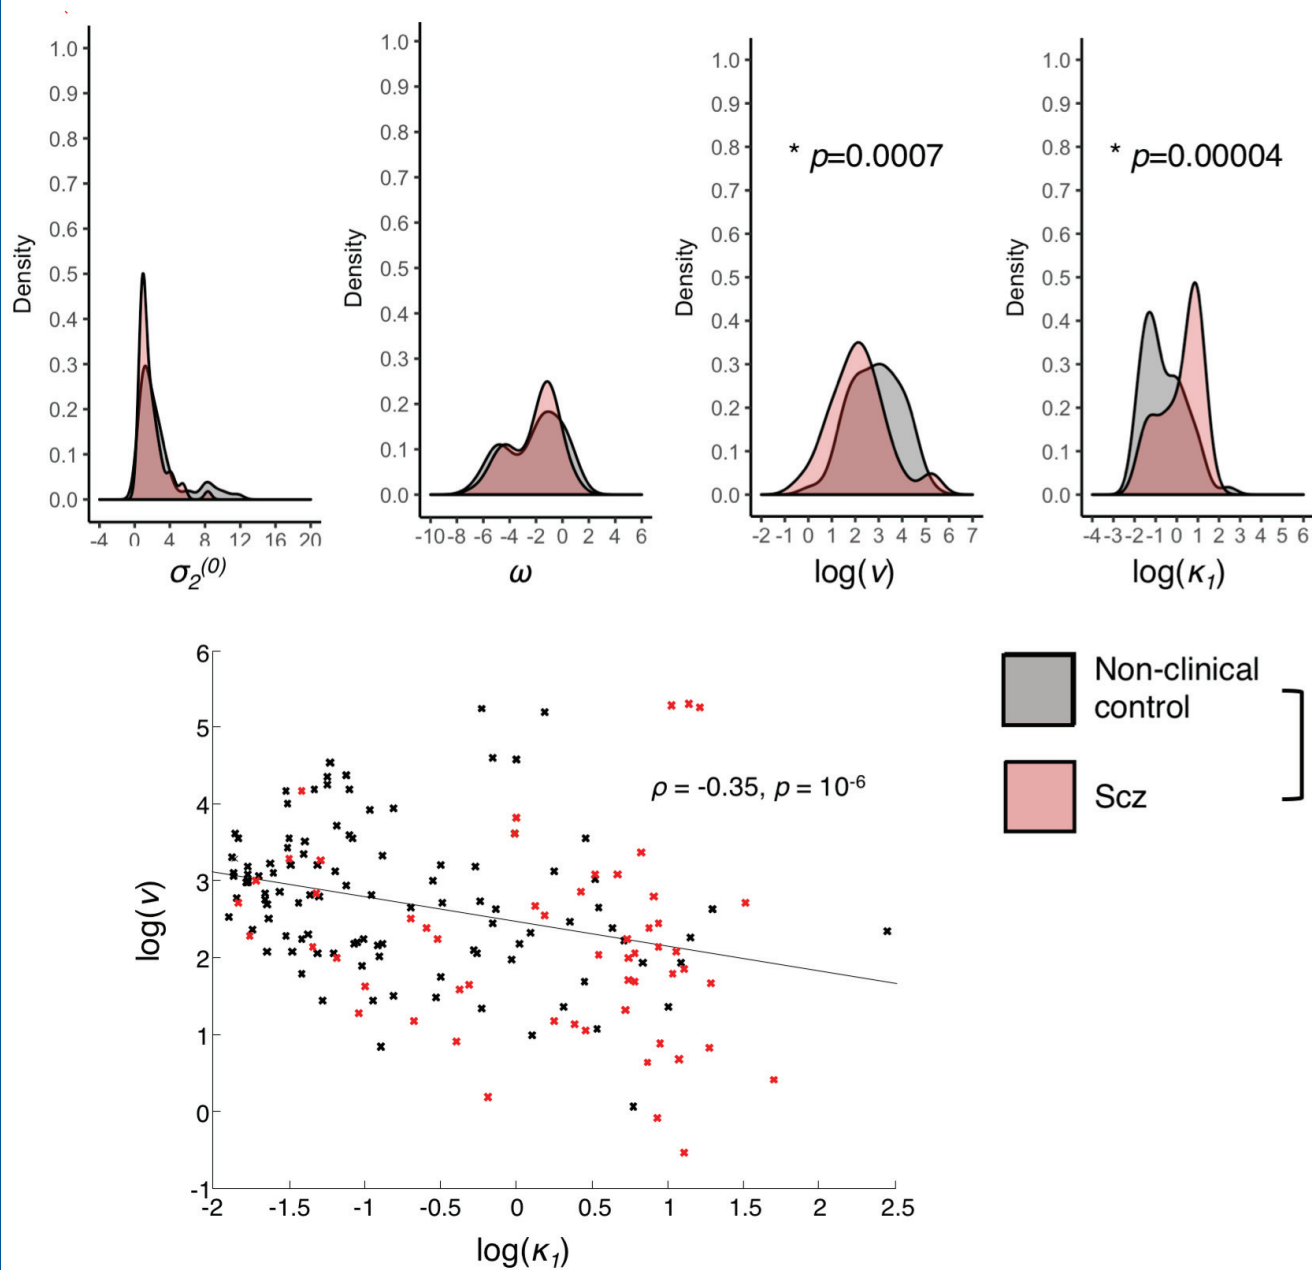 1.0
0.9
0.8
0.7
0.6
0.5
0.4
0.3
0.2
0.1
0.0
Density
-4 0 4 8 12 16 20
σ₂⁽⁰⁾
1.0
0.9
0.8
0.7
0.6
0.5
0.4
0.3
0.2
0.1
0.0
Density
-10 -8 -6 -4 -2 0 2 4 6
ω
1.0
0.9
0.8
0.7
0.6
0.5
0.4
0.3
0.2
0.1
0.0
Density
* p=0.0007
-2 -1 0 1 2 3 4 5 6 7
log(ν)
1.0
0.9
0.8
0.7
0.6
0.5
0.4
0.3
0.2
0.1
0.0
Density
* p=0.00004
-4 -3 -2 -1 0 1 2 3 4 5 6
log(κ₁)
6
5
4
3
2
1
0
-1
log(ν)
ρ = -0.35, p = 10⁻⁶
-2 -1.5 -1 -0.5 0 0.5 1 1.5 2 2.5
log(κ₁)
Non-clinical
control
Scz